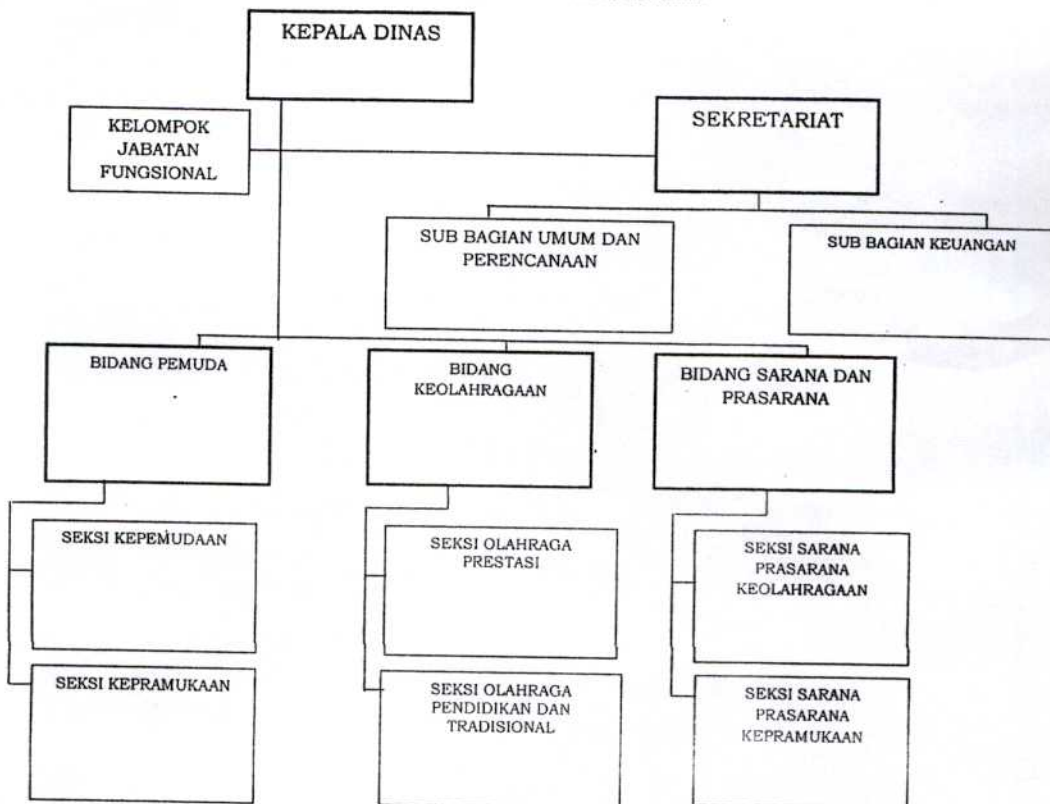 KEPALA DINAS
KELOMPOK
JABATAN
FUNGSIONAL
SEKRETARIAT
SUB BAGIAN UMUM DAN
PERENCANAAN
SUB BAGIAN KEUANGAN
BIDANG PEMUDA
BIDANG
KEOLAHRAGAAN
BIDANG SARANA DAN
PRASARANA
SEKSI KEPEMUDAAN
SEKSI OLAHRAGA
PRESTASI
SEKSI SARANA
PRASARANA
KEOLAHRAGAAN
SEKSI KEPRAMUKAAN
SEKSI OLAHRAGA
PENDIDIKAN DAN
TRADISIONAL
SEKSI SARANA
PRASARANA
KEPRAMUKAAN